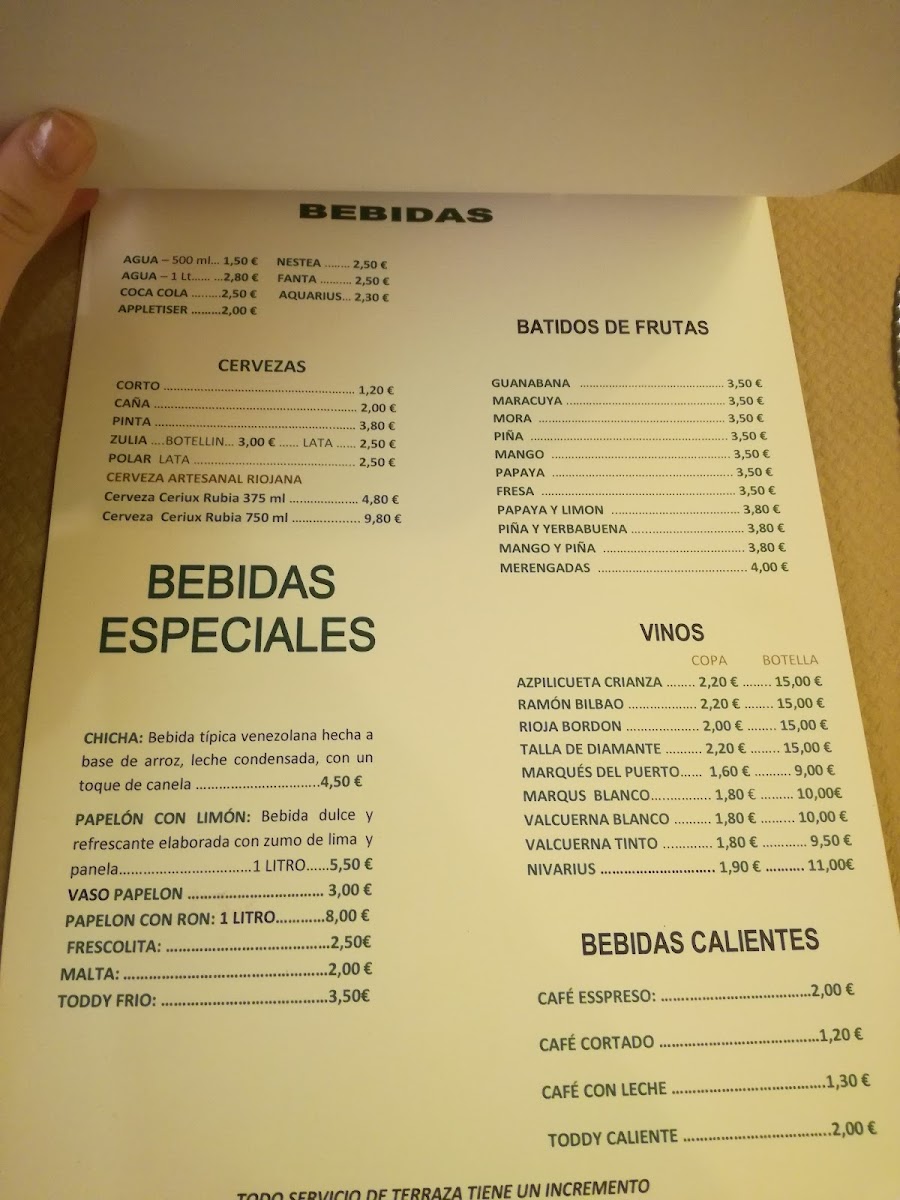 BEBIDAS
AGUA – 500 ml... 1,50 € NESTEA ........ 2,50 €
AGUA – 1 Lt...... ...2,80 € FANTA .......... 2,50 €
COCA COLA .........2,50 € AQUARIUS... 2,30 €
APPLETISER .........2,00 €
CERVEZAS
CORTO ........................................................ 1,20 €
CAÑA ........................................................ 2,00 €
PINTA ........................................................ 3,80 €
ZULIA ....BOTELLIN... 3,00 € ...... LATA ...... 2,50 €
POLAR LATA ............................................. 2,50 €
CERVEZA ARTESANAL RIOJANA
Cerveza Ceriux Rubia 375 ml ................... 4,80 €
Cerveza Ceriux Rubia 750 ml ................... 9,80 €
BEBIDAS
ESPECIALES
CHICHA: Bebida típica venezolana hecha a
base de arroz, leche condensada, con un
toque de canela ...............................4,50 €
PAPELÓN CON LIMÓN: Bebida dulce y
refrescante elaborada con zumo de lima y
panela.................................1 LITRO......5,50 €
VASO PAPELON ................................. 3,00 €
PAPELON CON RON: 1 LITRO............8,00 €
FRESCOLITA: ........................................2,50€
MALTA: ..................................................2,00 €
TODDY FRIO: .........................................3,50€
BATIDOS DE FRUTAS
GUANABANA ........................................ 3,50 €
MARACUYA ............................................ 3,50 €
MORA ..................................................... 3,50 €
PIÑA ....................................................... 3,50 €
MANGO .................................................. 3,50 €
PAPAYA .................................................. 3,50 €
FRESA ..................................................... 3,50 €
PAPAYA Y LIMON ................................... 3,80 €
PIÑA Y YERBABUENA ............................. 3,80 €
MANGO Y PIÑA ...................................... 3,80 €
MERENGADAS ........................................ 4,00 €
VINOS
COPA BOTELLA
AZPILICUETA CRIANZA ........ 2,20 € ........ 15,00 €
RAMÓN BILBAO ................... 2,20 € ........ 15,00 €
RIOJA BORDON ..................... 2,00 € ........ 15,00 €
TALLA DE DIAMANTE .......... 2,20 € ........ 15,00 €
MARQUÉS DEL PUERTO...... 1,60 € .......... 9,00 €
MARQUS BLANCO................ 1,80 € ......... 10,00€
VALCUERNA BLANCO .......... 1,80 € .......... 10,00 €
VALCUERNA TINTO ............. 1,80 € ............ 9,50 €
NIVARIUS .............................. 1,90 € .......... 11,00€
BEBIDAS CALIENTES
CAFÉ ESSPRESO: ......................................2,00 €
CAFÉ CORTADO .......................................1,20 €
CAFÉ CON LECHE ......................................1,30 €
TODDY CALIENTE .....................................2,00 €
TODO SERVICIO DE TERRAZA TIENE UN INCREMENTO